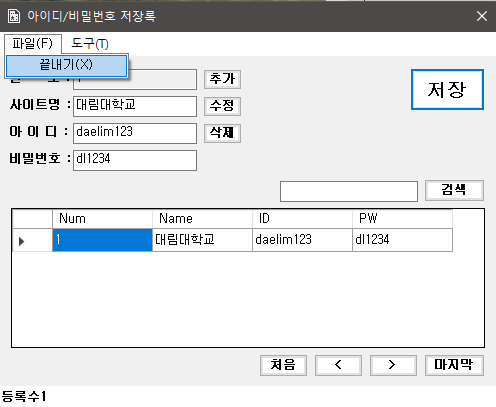 아이디/비밀번호 저장록
파일(F) 도구(T)
끝내기(X)
추가
사이트명 : 대림대학교 수정
저장
아 이 디 : daelim123 삭제
비밀번호 : dl1234
검색
Num Name ID PW
1 대림대학교 daelim123 dl1234
처음 < > 마지막
등록수1